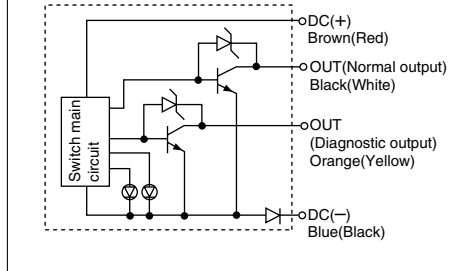 DC(+)
Brown(Red)
OUT(Normal output)
Black(White)
OUT
(Diagnostic output)
Orange(Yellow)
Switch main
circuit
DC(—)
Blue(Black)